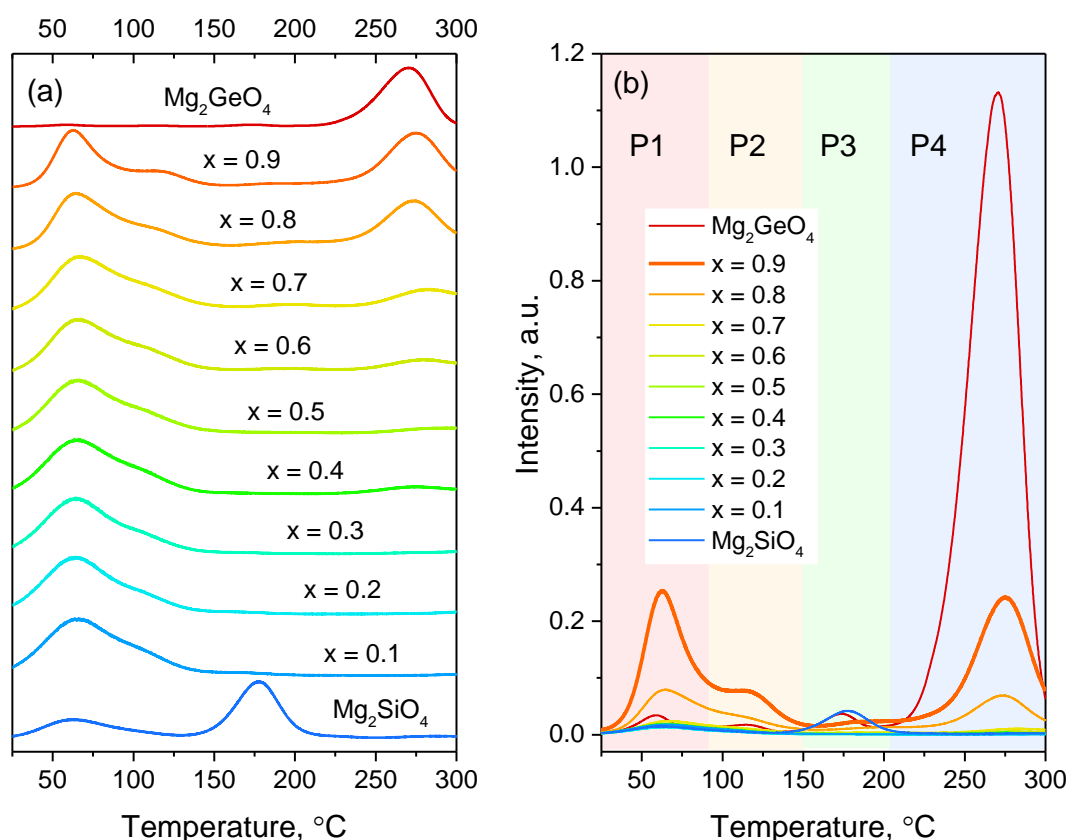 50 100 150 200 250 300
(a)
Mg₂GeO₄
x = 0.9
x = 0.8
x = 0.7
x = 0.6
x = 0.5
x = 0.4
x = 0.3
x = 0.2
x = 0.1
Mg₂SiO₄
50 100 150 200 250 300
Temperature, °C
(b)
P1 P2 P3 P4
Mg₂GeO₄
x = 0.9
x = 0.8
x = 0.7
x = 0.6
x = 0.5
x = 0.4
x = 0.3
x = 0.2
x = 0.1
Mg₂SiO₄
1.2
1.0
0.8
0.6
0.4
0.2
0.0
Intensity, a.u.
50 100 150 200 250 300
Temperature, °C